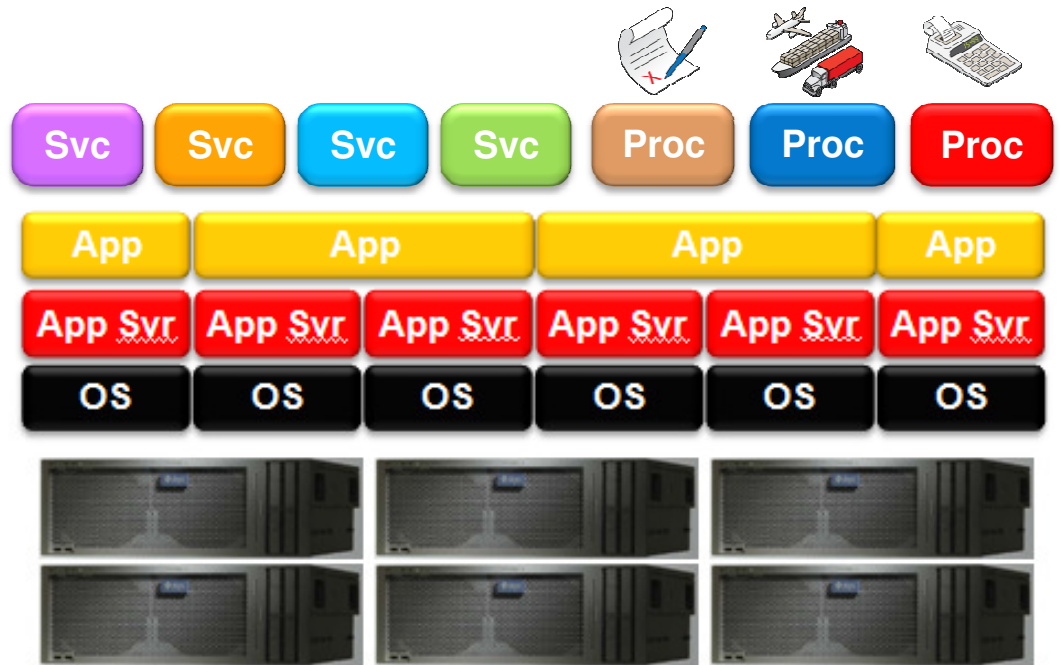 Svc Svc Svc Svc Proc Proc Proc
App App App App
App Svr App Svr App Svr App Svr App Svr App Svr
OS OS OS OS OS OS